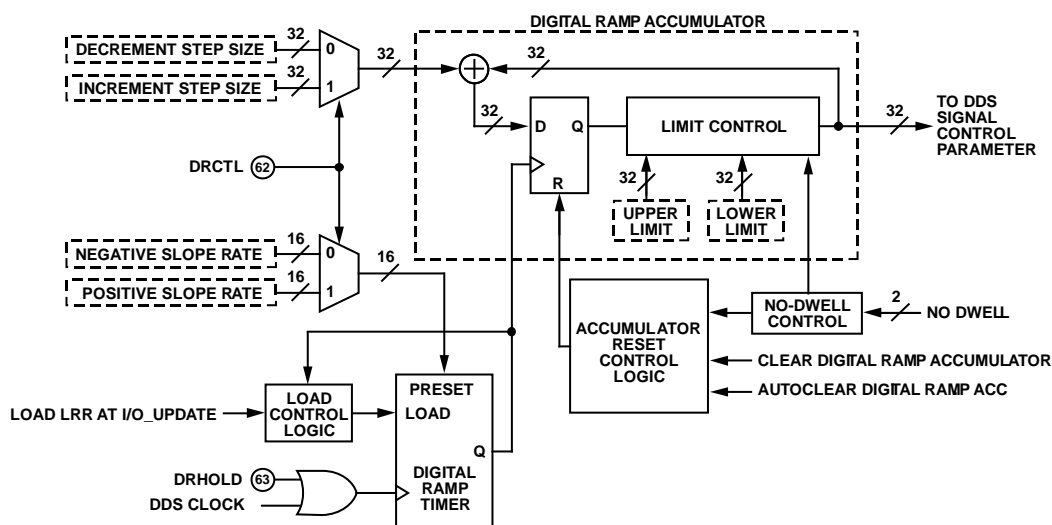 DIGITAL RAMP ACCUMULATOR
DECREMENT STEP SIZE
32
0
INCREMENT STEP SIZE
32
1
32
32
32
D
Q
R
LIMIT CONTROL
32
TO DDS
SIGNAL
CONTROL
PARAMETER
DRCTL
62
32
32
UPPER
LIMIT
LOWER
LIMIT
NEGATIVE SLOPE RATE
16
0
POSITIVE SLOPE RATE
16
1
16
ACCUMULATOR
RESET
CONTROL
LOGIC
NO-DWELL
CONTROL
2
NO DWELL
CLEAR DIGITAL RAMP ACCUMULATOR
AUTOCLEAR DIGITAL RAMP ACC
LOAD LRR AT I/O_UPDATE
LOAD
CONTROL
LOGIC
PRESET
LOAD
Q
DIGITAL
RAMP
TIMER
DRHOLD
63
DDS CLOCK